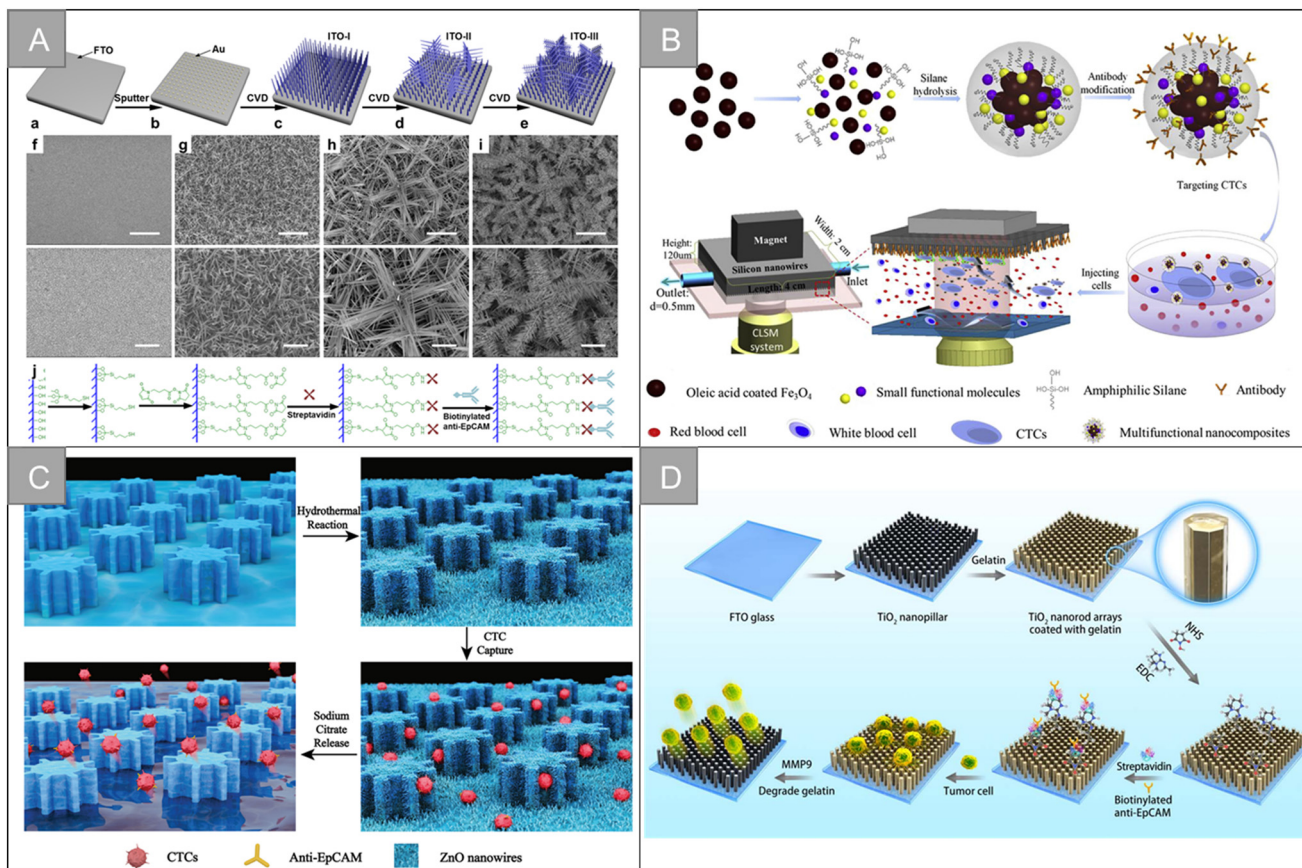 A
FTO
Au
ITO-I
ITO-II
ITO-III
Sputter
CVD
CVD
CVD
a
b
c
d
e
f
g
h
i
j
Streptavidin
Biotinylated
anti-EpCAM
B
Silane
hydrolysis
Antibody
modification
Targeting CTCs
Magnet
Width: 2 cm
Height:
120um
Silicon nanowires
Length: 4 cm
Inlet
Outlet:
d=0.5mm
CLSM
system
Injecting
cells
Oleic acid coated Fe₃O₄
Small functional molecules
Amphiphilic Silane
Antibody
Red blood cell
White blood cell
CTCs
Multifunctional nanocomposites
C
Hydrothermal
Reaction
CTC
Capture
Sodium
Citrate
Release
CTCs
Anti-EpCAM
ZnO nanowires
D
FTO glass
Gelatin
TiO₂ nanopillar
TiO₂ nanorod arrays
coated with gelatin
NHS
EDC
MMP9
Degrade gelatin
Tumor cell
Streptavidin
Biotinylated
anti-EpCAM